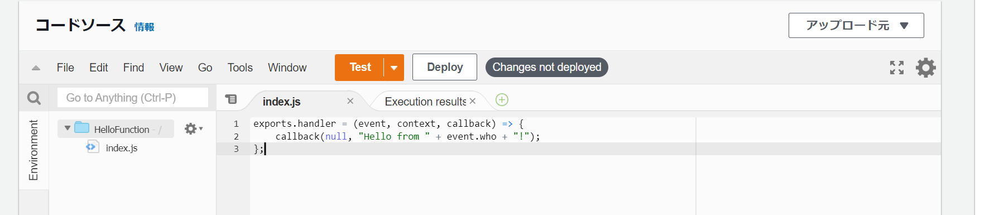 コードソース 情報
アップロード元
File Edit Find View Go Tools Window Test Deploy Changes not deployed
Go to Anything (Ctrl-P)
index.js Execution results
Environment
HelloFunction - /
index.js
1 exports.handler = (event, context, callback) => {
2     callback(null, "Hello from " + event.who + "!");
3 };